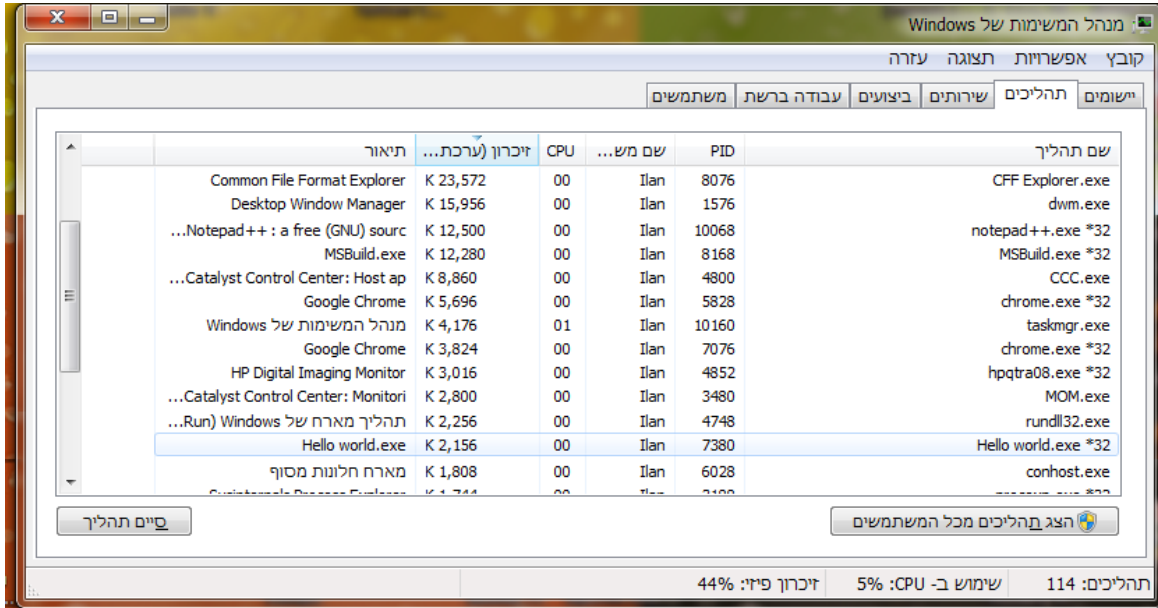 מנהל המשימות של Windows
קובץ אפשרויות תצוגה עזרה
יישומים תהליכים שירותים ביצועים עבודה ברשת משתמשים
שם תהליך PID שם מש... CPU זיכרון (ערכת... תיאור
CFF Explorer.exe 8076 Ilan 00 23,572 K Common File Format Explorer
dwm.exe 1576 Ilan 00 15,956 K Desktop Window Manager
notepad++.exe *32 10068 Ilan 00 12,500 K Notepad++ : a free (GNU) sourc...
MSBuild.exe *32 8168 Ilan 00 12,280 K MSBuild.exe
CCC.exe 4800 Ilan 00 8,860 K Catalyst Control Center: Host ap...
chrome.exe *32 5828 Ilan 00 5,696 K Google Chrome
taskmgr.exe 10160 Ilan 01 4,176 K מנהל המשימות של Windows
chrome.exe *32 7076 Ilan 00 3,824 K Google Chrome
hpqtra08.exe *32 4852 Ilan 00 3,016 K HP Digital Imaging Monitor
MOM.exe 3480 Ilan 00 2,800 K Catalyst Control Center: Monitori...
rundll32.exe 4748 Ilan 00 2,256 K תהליך מארח של Windows (Run...
Hello world.exe *32 7380 Ilan 00 2,156 K Hello world.exe
conhost.exe 6028 Ilan 00 1,808 K מארח חלונות מסוף
הצג תהליכים מכל המשתמשים סיים תהליך
תהליכים: 114 שימוש ב- CPU: 5% זיכרון פיזי: 44%